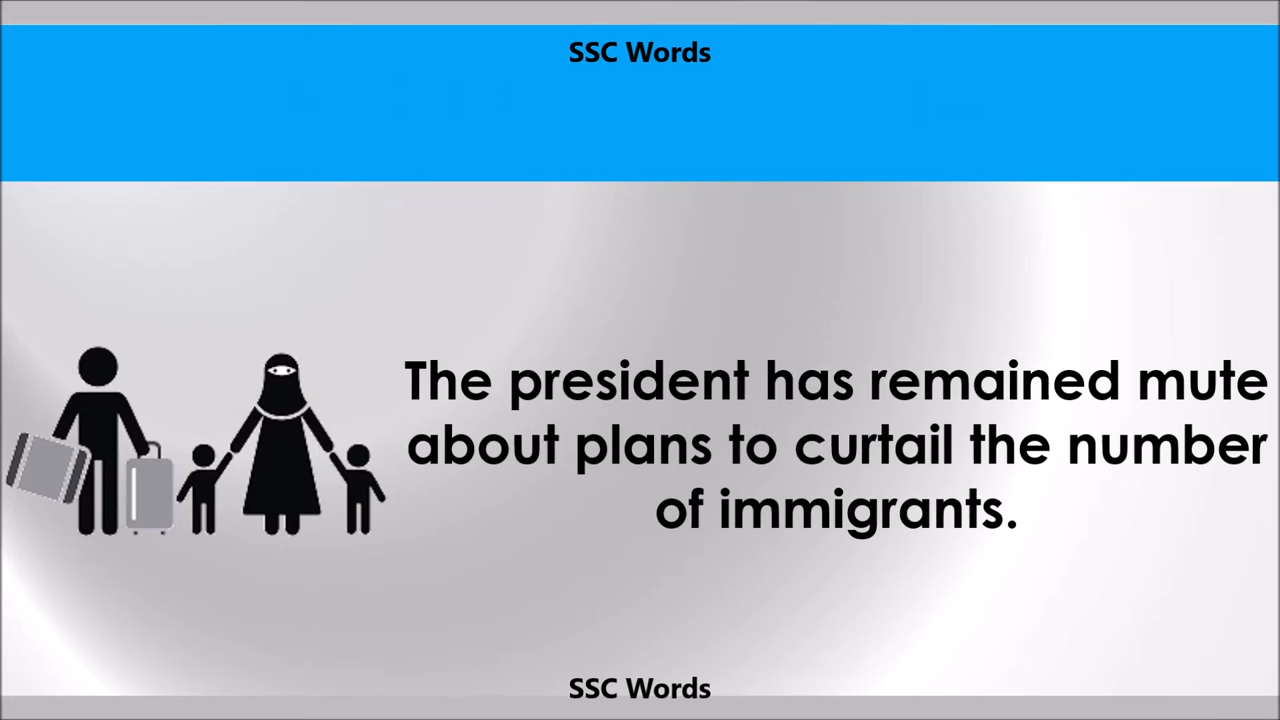 SSC Words
The president has remained mute
about plans to curtail the number
of immigrants.
SSC Words